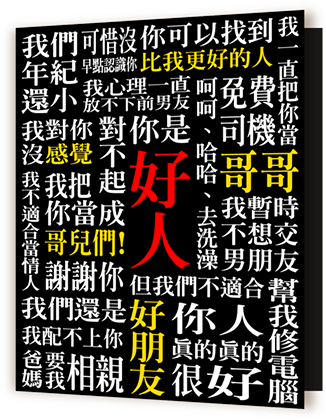 我們
年紀
還小
可惜沒
早點認識你
你可以找到
比我更好的人
我一直把你當
哥哥
我心理一直
放不下前男友
呵呵、哈哈、去洗澡
免費
司機
我對你
沒感覺
對不起
你是
好人
我不適合當情人
我把
你當成
哥兒們!
謝謝你
但我們不適合
我暫時
不想交
男朋友
幫我修電腦
我們還是
好朋友
我配不上你
爸媽
要我
相親
你人
眞的眞的
很好